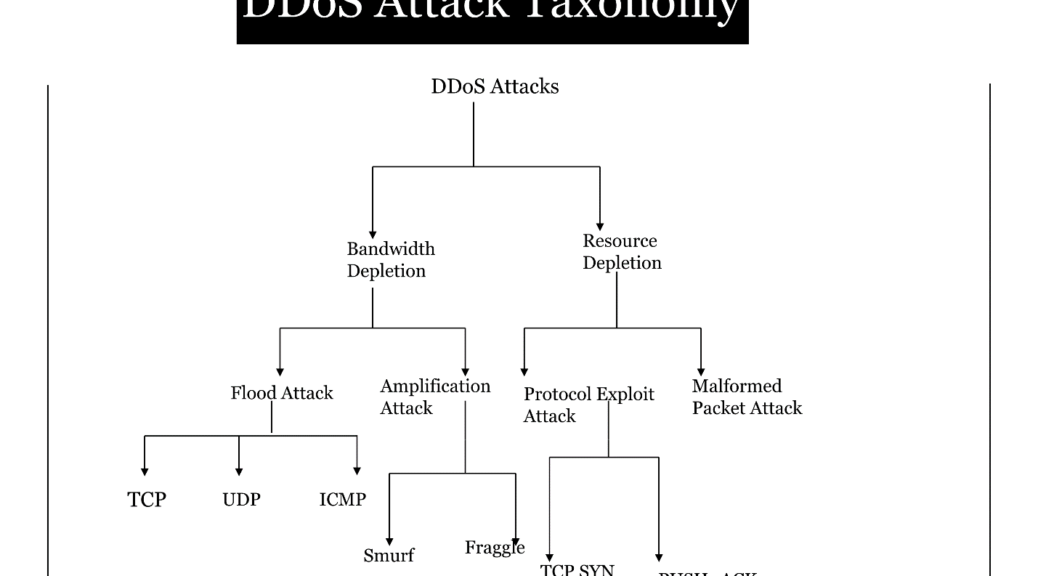 DDoS Attack Taxonomy
DDoS Attacks
Bandwidth
Depletion
Resource
Depletion
Flood Attack
Amplification
Attack
Protocol Exploit
Attack
Malformed
Packet Attack
TCP
UDP
ICMP
Smurf
Fraggle
TCP SYN